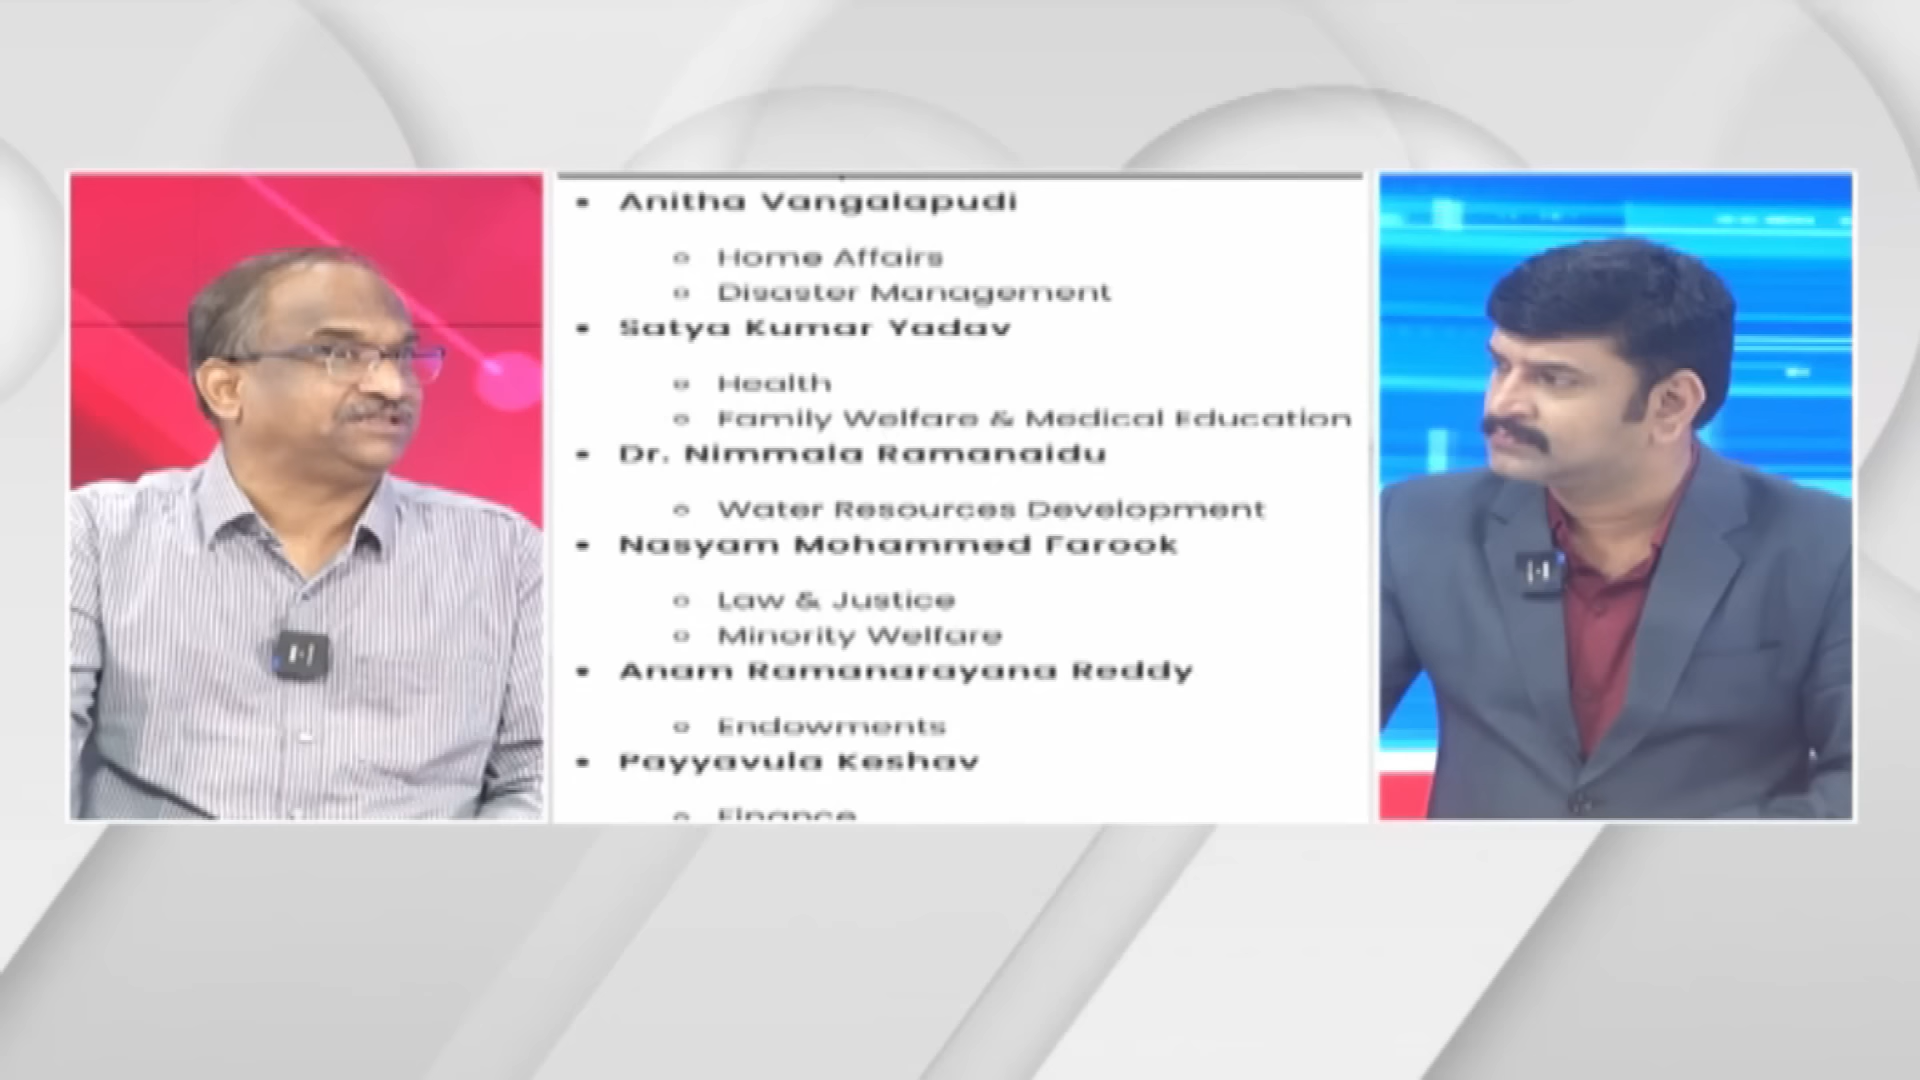 • Anitha Vangalapudi
o Home Affairs
o Disaster Management
• Satya Kumar Yadav
o Health
o Family Welfare & Medical Education
• Dr. Nimmala Ramanaidu
o Water Resources Development
• Nasyam Mohammed Farook
o Law & Justice
o Minority Welfare
• Anam Ramanarayana Reddy
o Endowments
• Payyavula Keshav
o Finance